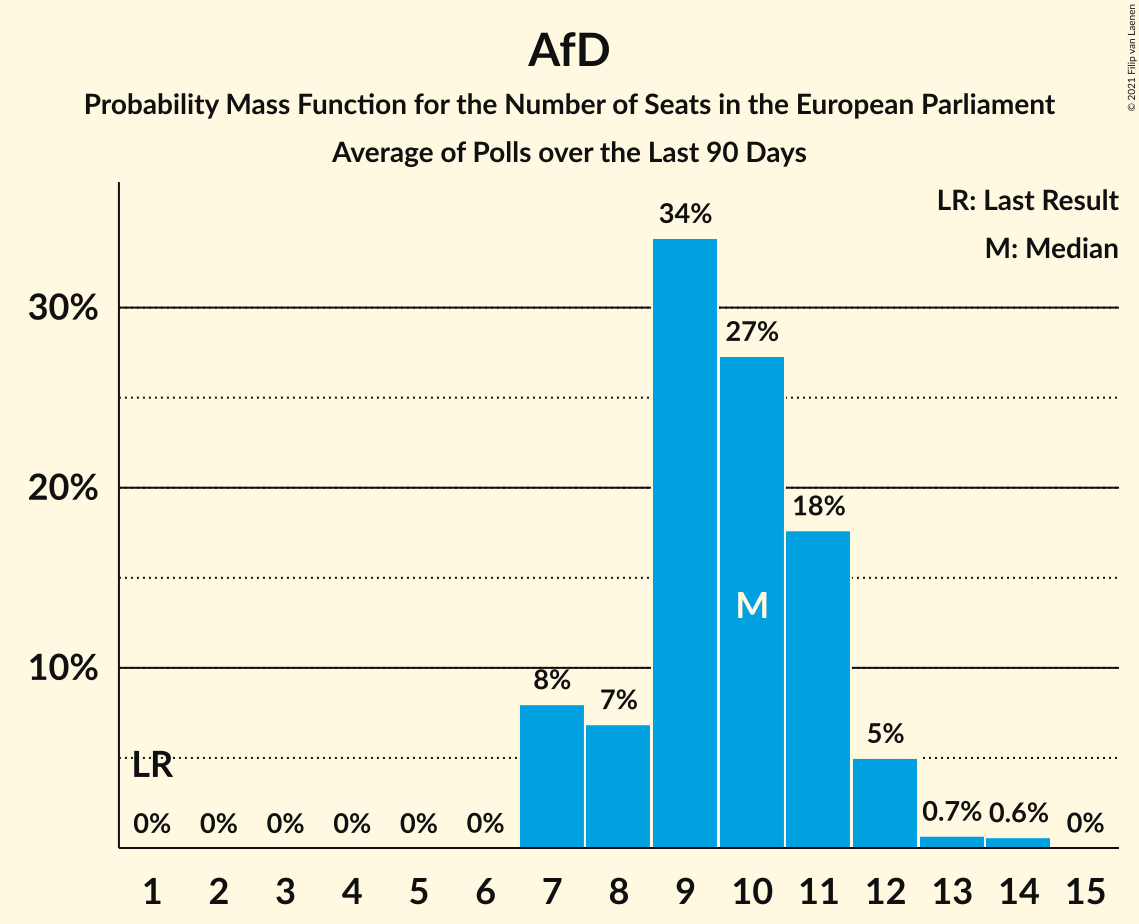 AfD
Probability Mass Function for the Number of Seats in the European Parliament
Average of Polls over the Last 90 Days
© 2021 Filip van Laenen
LR: Last Result
M: Median
34%
30%
27%
20%
18%
M
10%
8%
7%
5%
LR
0% 0% 0% 0% 0% 0% 0.7% 0.6% 0%
1 2 3 4 5 6 7 8 9 10 11 12 13 14 15